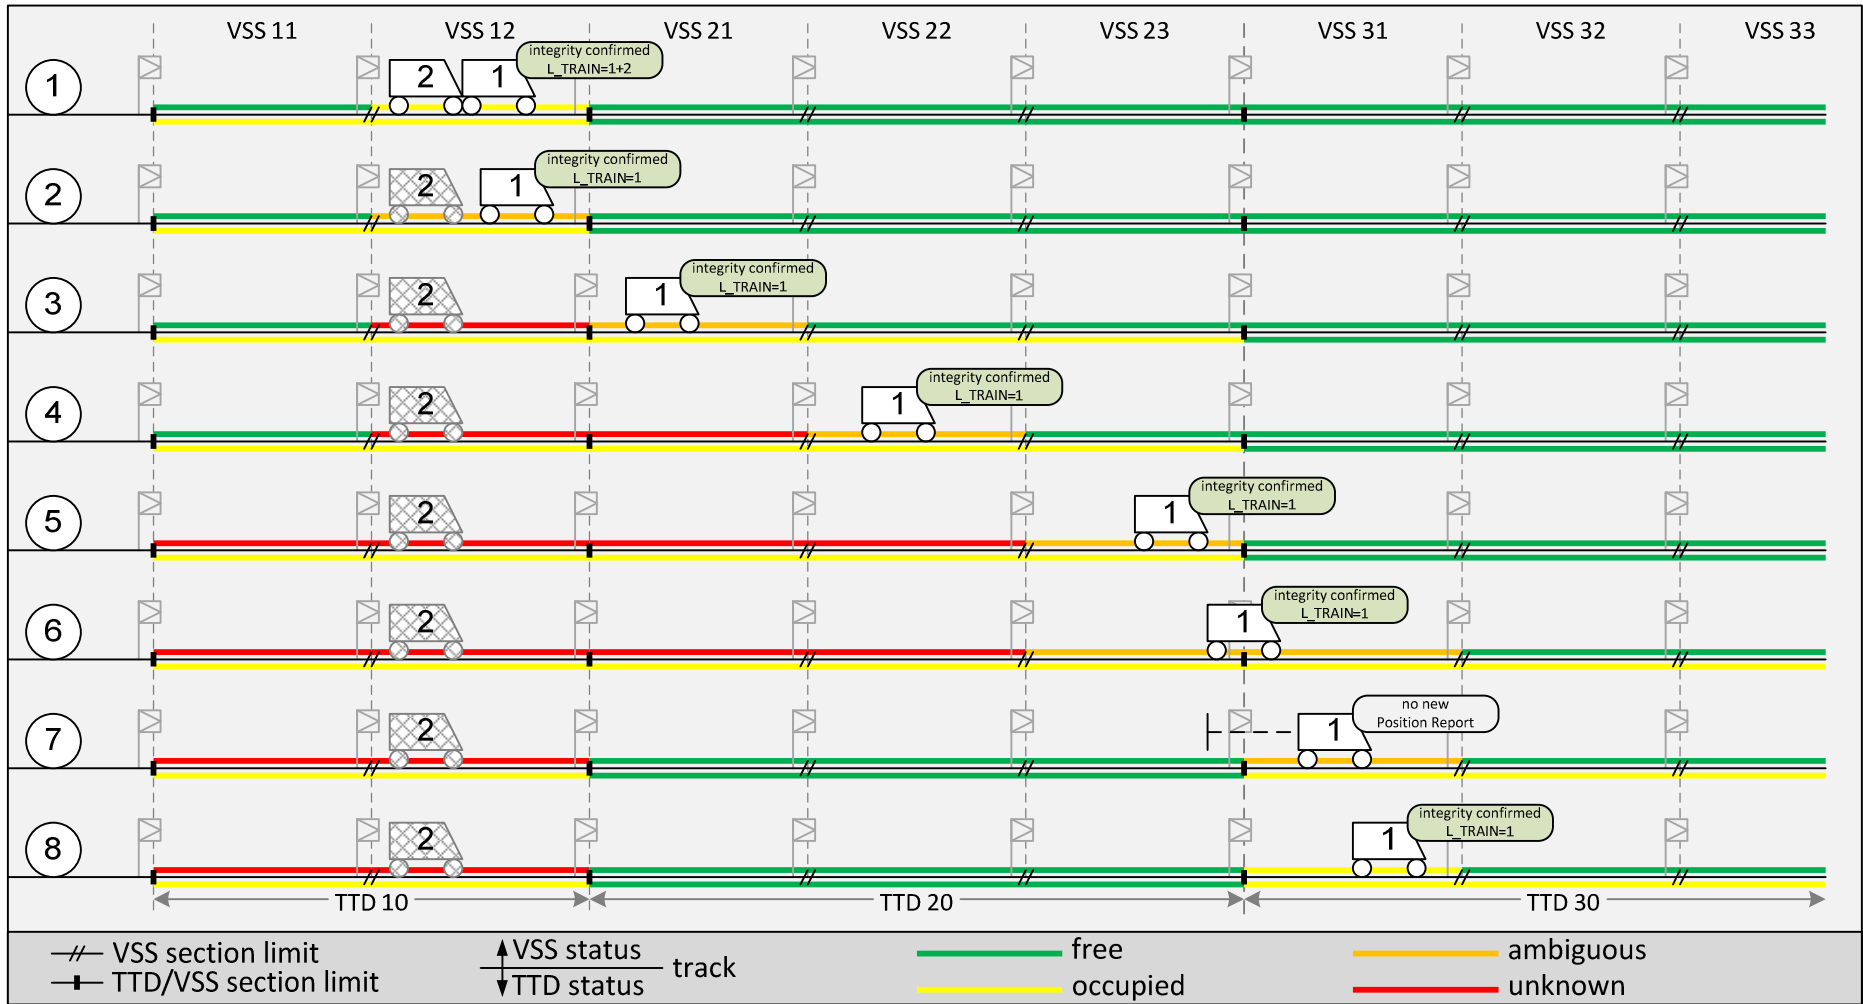 VSS 11 VSS 12 VSS 21 VSS 22 VSS 23 VSS 31 VSS 32 VSS 33
1 2 1 integrity confirmed
L_TRAIN=1+2
2 2 1 integrity confirmed
L_TRAIN=1
3 2 1 integrity confirmed
L_TRAIN=1
4 2 1 integrity confirmed
L_TRAIN=1
5 2 1 integrity confirmed
L_TRAIN=1
6 2 1 integrity confirmed
L_TRAIN=1
7 2 1 no new
Position Report
8 2 1 integrity confirmed
L_TRAIN=1
TTD 10 TTD 20 TTD 30
VSS section limit VSS status track free ambiguous
TTD/VSS section limit TTD status occupied unknown